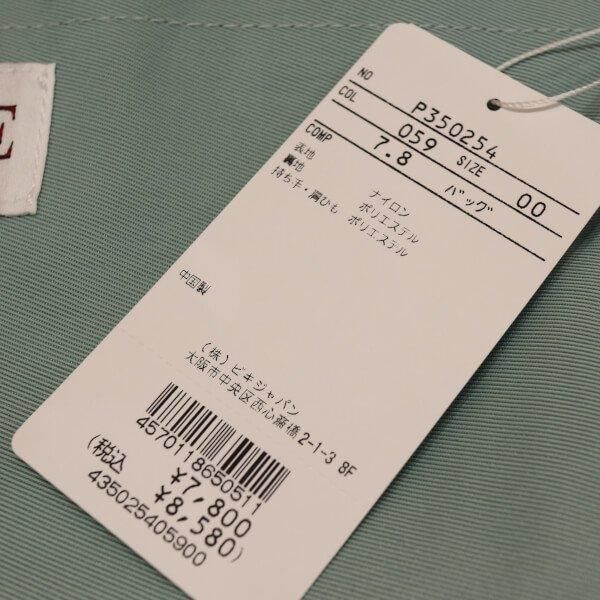 E
NO P350254
COL 059 SIZE 00
7.8 バッグ
COMP
表地 ナイロン
裏地 ポリエステル
持ち手・肩ひも ポリエステル
中国製
(株)ビキジャパン
大阪市中央区西心斎橋2-1-3 8F
4570118650511
¥7,800
(税込 ¥8,580)
435025405900